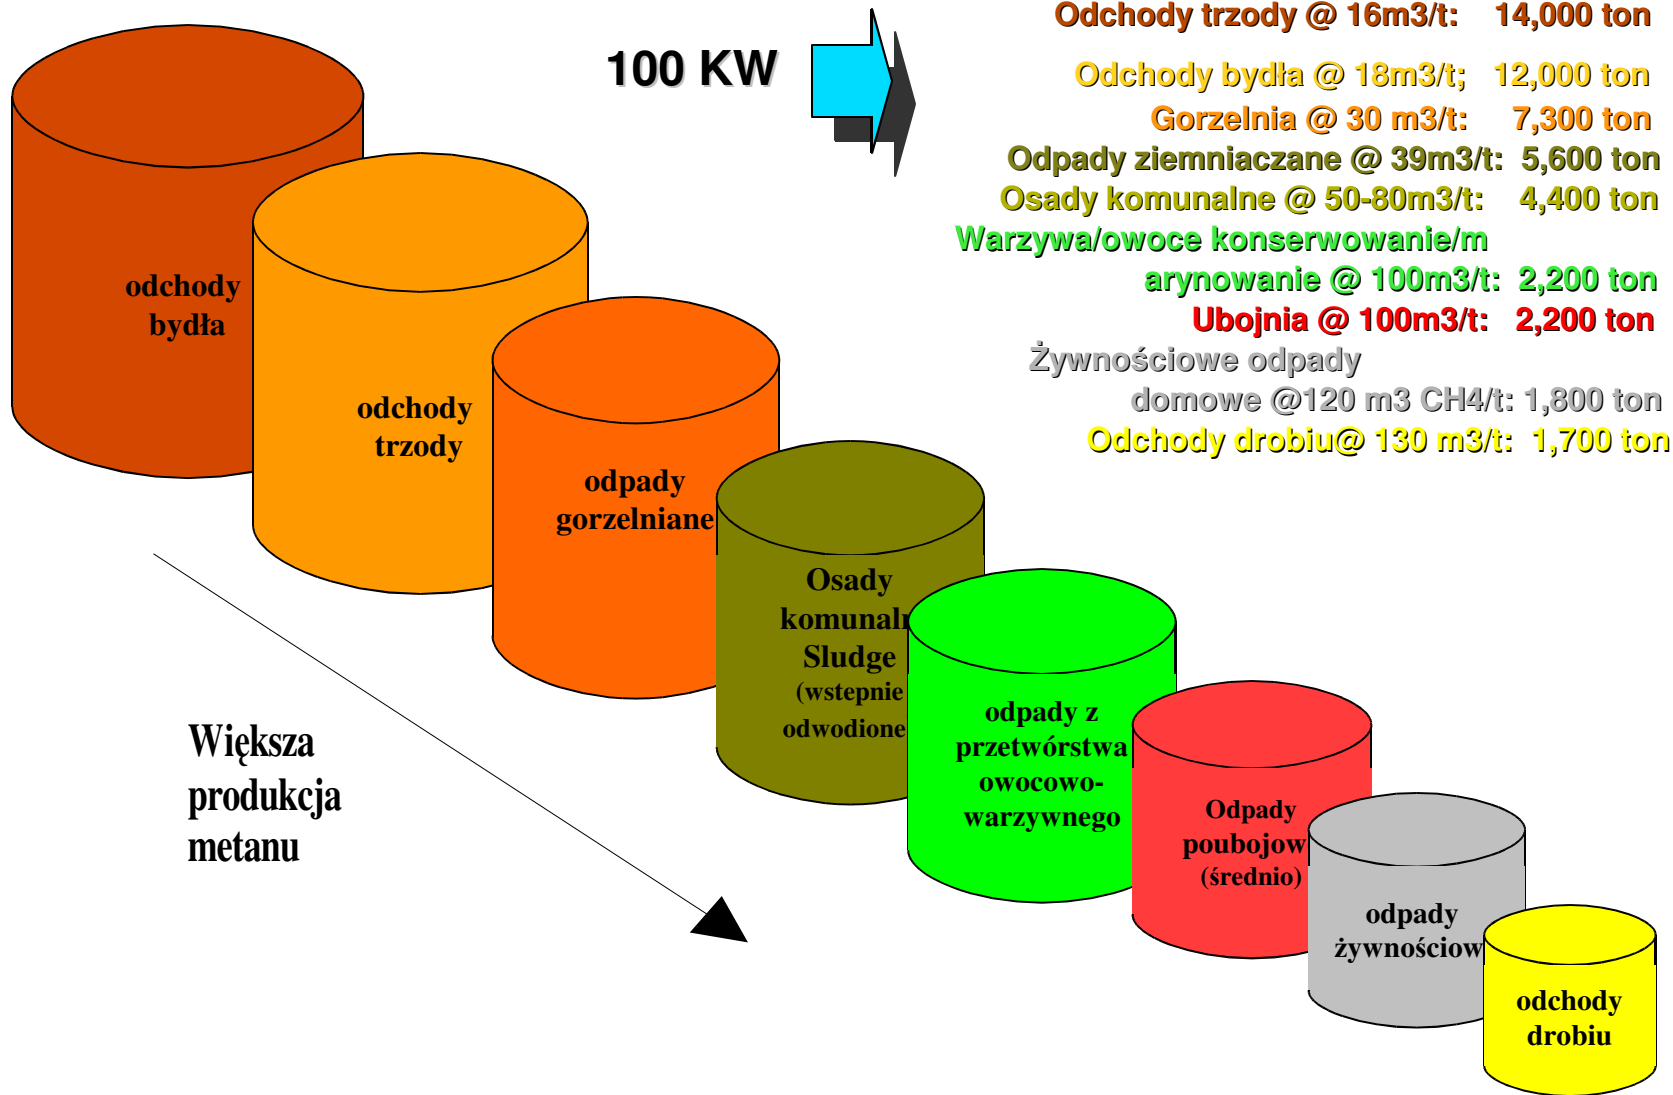 100 KW
Odchody trzody @ 16m3/t: 14,000 ton
Odchody bydła @ 18m3/t; 12,000 ton
Gorzelnia @ 30 m3/t: 7,300 ton
Odpady ziemniaczane @ 39m3/t: 5,600 ton
Osady komunalne @ 50-80m3/t: 4,400 ton
Warzywa/owoce konserwowanie/m
arynowanie @ 100m3/t: 2,200 ton
Ubojnia @ 100m3/t: 2,200 ton
Żywnościowe odpady
domowe @120 m3 CH4/t: 1,800 ton
Odchody drobiu@ 130 m3/t: 1,700 ton
odchody
bydła
odchody
trzody
odpady
gorzelniane
Osady
komunaln
Sludge
(wstepnie
odwodione
odpady z
przetwórstwa
owocowo-
warzywnego
Odpady
poubojow
(średnio)
odpady
żywnościow
odchody
drobiu
Większa
produkcja
metanu